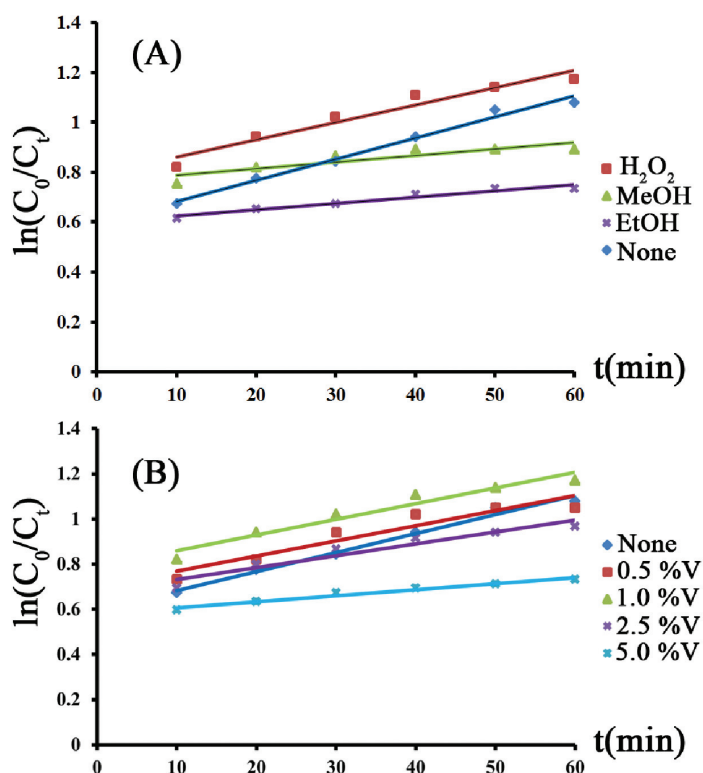 (A)
ln(C₀/Cₜ)
1.4
1.2
1
0.8
0.6
0.4
0.2
0
0 10 20 30 40 50 60
t(min)
H₂O₂
MeOH
EtOH
None
(B)
ln(C₀/Cₜ)
1.4
1.2
1
0.8
0.6
0.4
0.2
0
0 10 20 30 40 50 60
t(min)
None
0.5 %V
1.0 %V
2.5 %V
5.0 %V